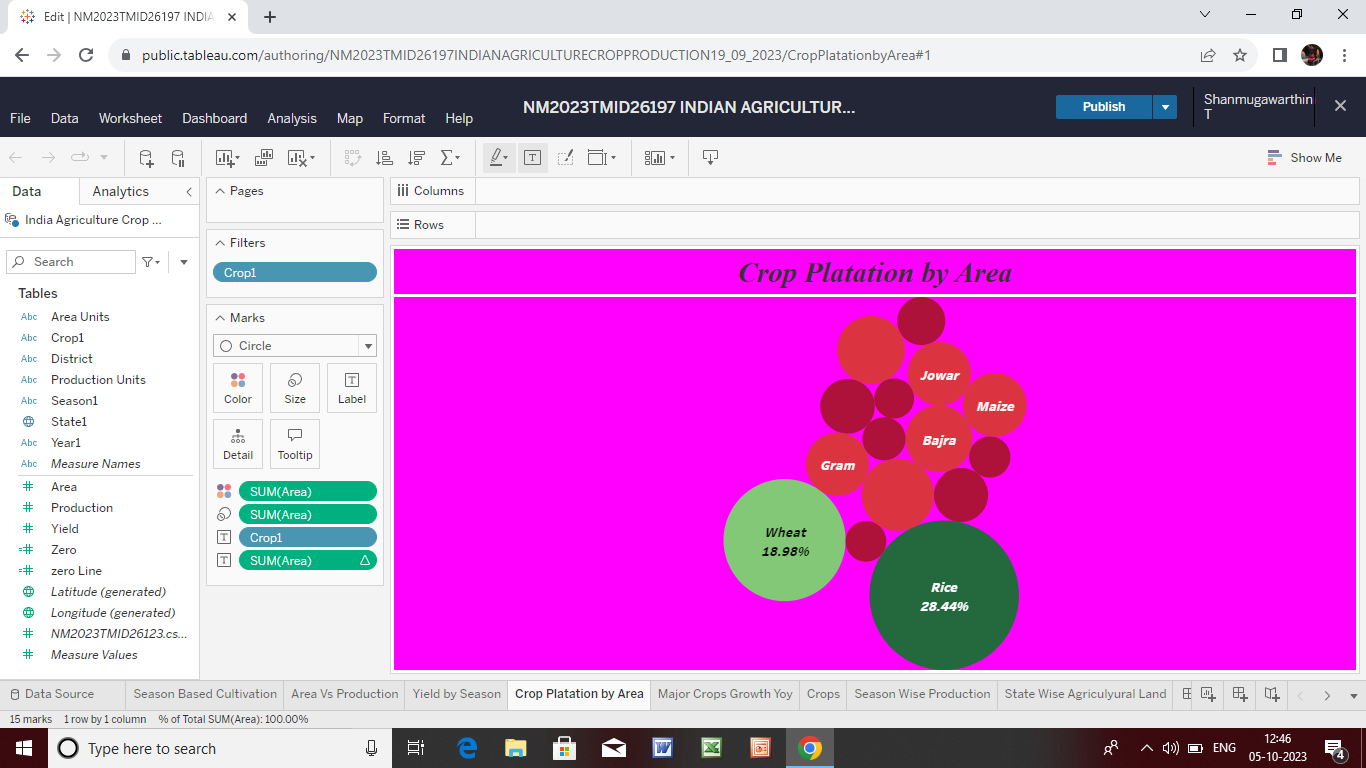 Edit | NM2023TMID26197 INDIA
public.tableau.com/authoring/NM2023TMID26197INDIANAGRICULTURECROPPRODUCTION19_09_2023/CropPlatationbyArea#1
NM2023TMID26197 INDIAN AGRICULTUR...
Publish
Shanmugawarthin
T
File Data Worksheet Dashboard Analysis Map Format Help
Show Me
Data Analytics
India Agriculture Crop ...
Search
Tables
Abc Area Units
Abc Crop1
Abc District
Abc Production Units
Abc Season1
State1
Abc Year1
Abc Measure Names
# Area
# Production
# Yield
=# Zero
=# zero Line
Latitude (generated)
Longitude (generated)
# NM2023TMID26123.cs...
# Measure Values
Pages
Filters
Crop1
Marks
Circle
Color Size Label
Detail Tooltip
SUM(Area)
SUM(Area)
Crop1
SUM(Area)
Columns
Rows
Crop Platation by Area
Jowar
Maize
Bajra
Gram
Wheat
18.98%
Rice
28.44%
Data Source Season Based Cultivation Area Vs Production Yield by Season Crop Platation by Area Major Crops Growth Yoy Crops Season Wise Production State Wise Agriculyural Land
15 marks 1 row by 1 column % of Total SUM(Area): 100.00%
Type here to search
ENG
12:46
05-10-2023
4